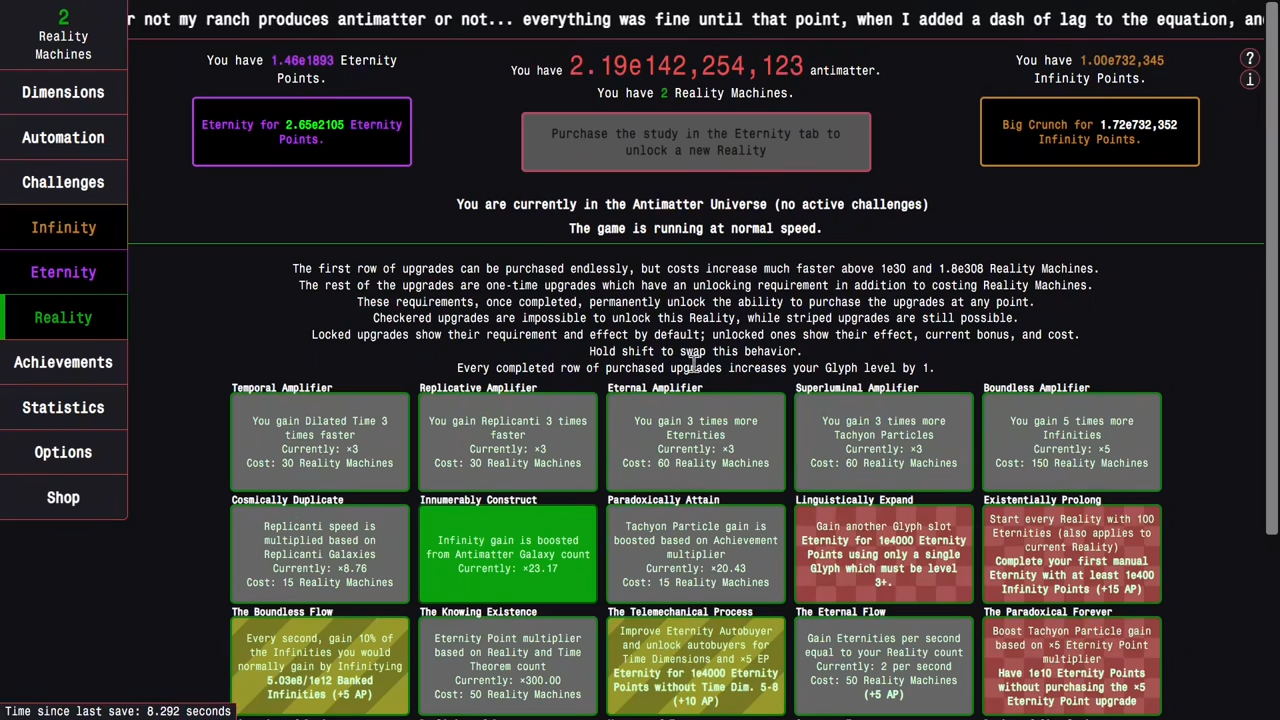 2
Reality
Machines
r not my ranch produces antimatter or not... everything was fine until that point, when I added a dash of lag to the equation, an
Dimensions
Automation
Challenges
Infinity
Eternity
Reality
Achievements
Statistics
Options
Shop
You have 1.46e1893 Eternity
Points.
Eternity for 2.65e2105 Eternity
Points.
You have 2.19e142,254,123 antimatter.
You have 2 Reality Machines.
Purchase the study in the Eternity tab to
unlock a new Reality
You have 1.00e732,345
Infinity Points.
Big Crunch for 1.72e732,352
Infinity Points.
?
i
You are currently in the Antimatter Universe (no active challenges)
The game is running at normal speed.
The first row of upgrades can be purchased endlessly, but costs increase much faster above 1e30 and 1.8e308 Reality Machines.
The rest of the upgrades are one-time upgrades which have an unlocking requirement in addition to costing Reality Machines.
These requirements, once completed, permanently unlock the ability to purchase the upgrades at any point.
Checkered upgrades are impossible to unlock this Reality, while striped upgrades are still possible.
Locked upgrades show their requirement and effect by default; unlocked ones show their effect, current bonus, and cost.
Hold shift to swap this behavior.
Every completed row of purchased upgrades increases your Glyph level by 1.
Temporal Amplifier
You gain Dilated Time 3
times faster
Currently: ×3
Cost: 30 Reality Machines
Replicative Amplifier
You gain Replicanti 3 times
faster
Currently: ×3
Cost: 30 Reality Machines
Eternal Amplifier
You gain 3 times more
Eternities
Currently: ×3
Cost: 60 Reality Machines
Superluminal Amplifier
You gain 3 times more
Tachyon Particles
Currently: ×3
Cost: 60 Reality Machines
Boundless Amplifier
You gain 5 times more
Infinities
Currently: ×5
Cost: 150 Reality Machines
Cosmically Duplicate
Replicanti speed is
multiplied based on
Replicanti Galaxies
Currently: ×8.76
Cost: 15 Reality Machines
Innumerably Construct
Infinity gain is boosted
from Antimatter Galaxy count
Currently: ×23.17
Paradoxically Attain
Tachyon Particle gain is
boosted based on Achievement
multiplier
Currently: ×20.43
Cost: 15 Reality Machines
Linguistically Expand
Gain another Glyph slot
Eternity for 1e4000 Eternity
Points using only a single
Glyph which must be level
3+.
Existentially Prolong
Start every Reality with 100
Eternities (also applies to
current Reality)
Complete your first manual
Eternity with at least 1e400
Infinity Points (+15 AP)
The Boundless Flow
Every second, gain 10% of
the Infinities you would
normally gain by Infinitying
5.03e8/1e12 Banked
Infinities (+5 AP)
The Knowing Existence
Eternity Point multiplier
based on Reality and Time
Theorem count
Currently: ×300.00
Cost: 50 Reality Machines
The Telemechanical Process
Improve Eternity Autobuyer
and unlock autobuyers for
Time Dimensions and ×5 EP
Eternity for 1e4000 Eternity
Points without Time Dim. 5-8
(+10 AP)
The Eternal Flow
Gain Eternities per second
equal to your Reality count
Currently: 2 per second
Cost: 50 Reality Machines
(+5 AP)
The Paradoxical Forever
Boost Tachyon Particle gain
based on ×5 Eternity Point
multiplier
Have 1e10 Eternity Points
without purchasing the ×5
Eternity Point upgrade
Time since last save: 8.292 seconds